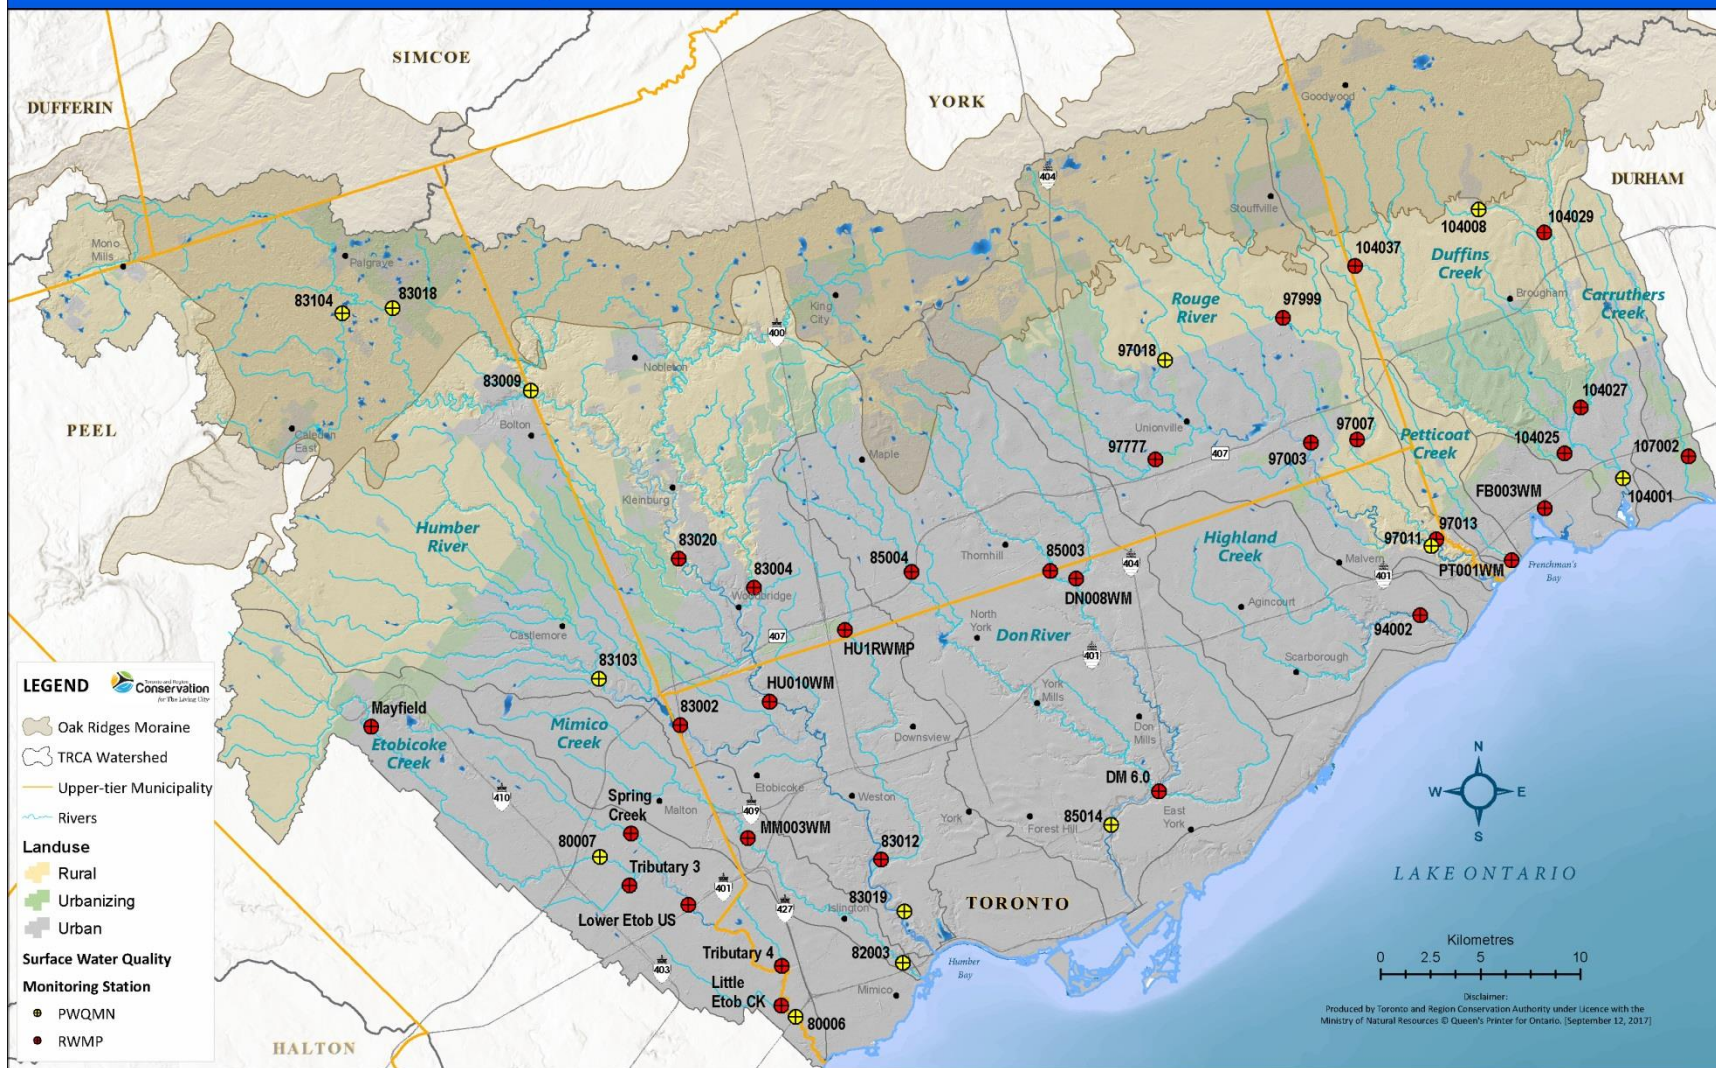 SIMCOE
DUFFERIN
YORK
DURHAM
PEEL
HALTON
TORONTO
LAKE ONTARIO
Goodwood
Stouffville
404
104008
104029
Duffins
Creek
104037
Brougham
Carruthers
Creek
Mono
Mills
Palgrave
83104
83018
King
City
400
Rouge
River
97999
97018
83009
Nobleton
Bolton
Caledon
East
Unionville
97777
407
97003
97007
Petticoat
Creek
104027
104025
107002
104001
Maple
Kleinburg
FB003WM
97013
97011
PT001WM
Frenchman's
Bay
Humber
River
83020
83004
Woodbridge
85004
Thornhill
85003
404
DN008WM
Highland
Creek
Malvern
401
Agincourt
94002
Scarborough
North
York
Don River
401
Castlemore
407
HU1RWMP
83103
HU010WM
83002
Mayfield
Etobicoke
Creek
Mimico
Creek
York
Mills
Don
Mills
Downsview
410
Spring
Creek
Malton
Etobicoke
409
Weston
DM 6.0
East
York
York
Forest Hill
85014
MM003WM
80007
Tributary 3
83012
401
427
Islington
83019
Lower Etob US
403
Tributary 4
82003
Humber
Bay
Little
Etob CK
Mimico
80006
LEGEND
Toronto and Region
Conservation
for The Living City
Oak Ridges Moraine
TRCA Watershed
Upper-tier Municipality
Rivers
Landuse
Rural
Urbanizing
Urban
Surface Water Quality
Monitoring Station
PWQMN
RWMP
N
W
E
S
Kilometres
0 2.5 5 10
Disclaimer:
Produced by Toronto and Region Conservation Authority under Licence with the
Ministry of Natural Resources © Queen's Printer for Ontario. [September 12, 2017]